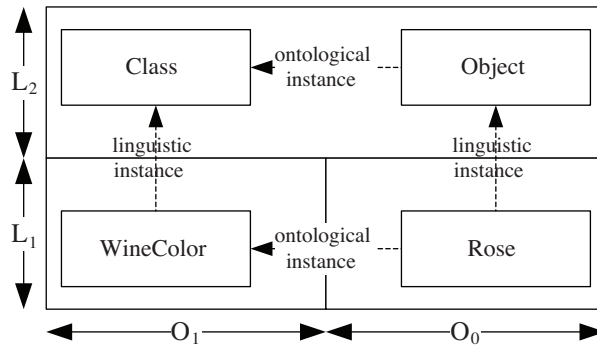 Class
ontological
instance
Object
L2
linguistic
instance
linguistic
instance
L1
WineColor
ontological
instance
Rose
O1
O0